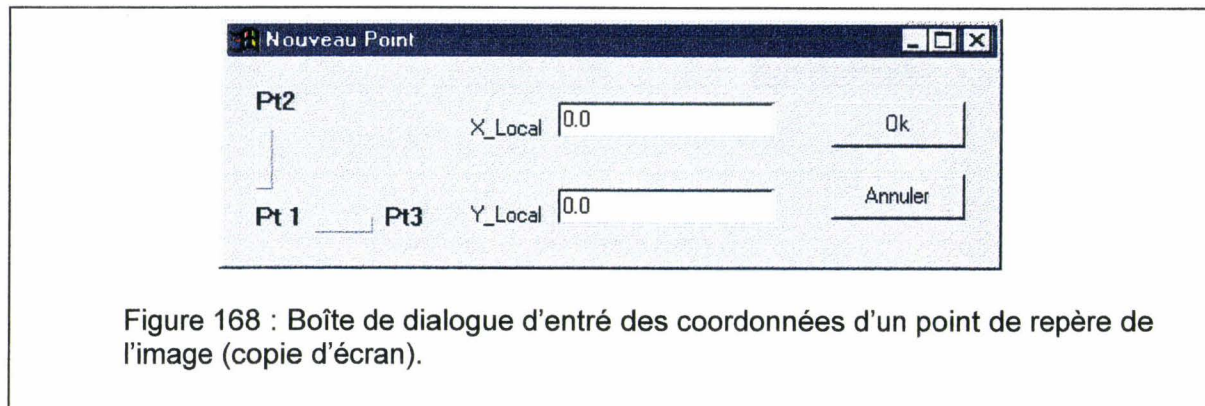 Nouveau Point
Pt2
X_Local 0.0
Ok
Pt 1
Pt3
Y_Local 0.0
Annuler
Figure 168 : Boîte de dialogue d'entré des coordonnées d'un point de repère de
l'image (copie d'écran).